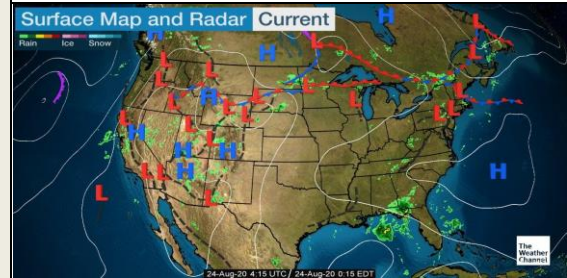 Surface Map and Radar Current
Rain Ice Snow
H H
L
L L
L H L
L
L H L L L
L L L L L
L L
L L
H
H H
L L H H
L L
24-Aug-20 4:15 UTC / 24-Aug-20 0:15 EDT
The
Weather
Channel